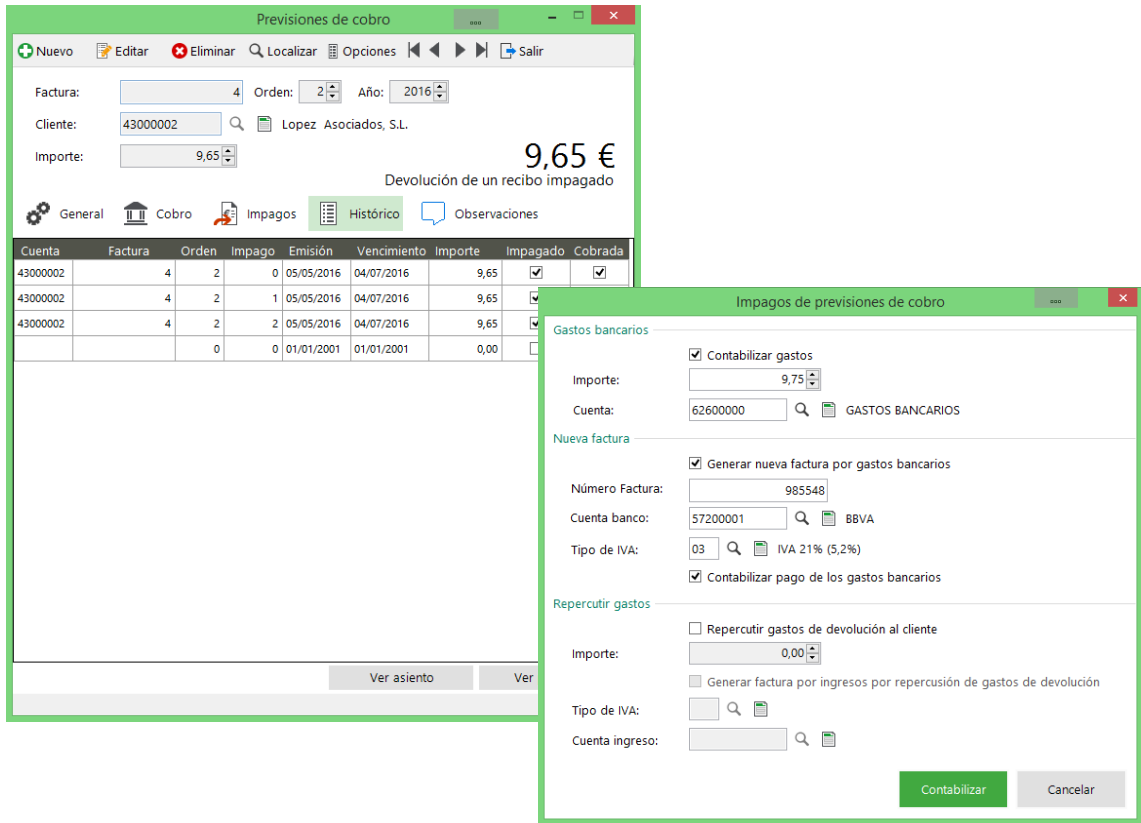 Previsiones de cobro
Nuevo Editar Eliminar Localizar Opciones Salir
Factura: 4 Orden: 2 Año: 2016
Cliente: 43000002 Lopez Asociados, S.L.
Importe: 9,65
9,65 €
Devolución de un recibo impagado
General Cobro Impagos Histórico Observaciones
Cuenta Factura Orden Impago Emisión Vencimiento Importe Impagado Cobrada
43000002 4 2 0 05/05/2016 04/07/2016 9,65
43000002 4 2 1 05/05/2016 04/07/2016 9,65
43000002 4 2 2 05/05/2016 04/07/2016 9,65
0 0 01/01/2001 01/01/2001 0,00
Ver asiento Ver
Impagos de previsiones de cobro
Gastos bancarios
Contabilizar gastos
Importe: 9,75
Cuenta: 62600000 GASTOS BANCARIOS
Nueva factura
Generar nueva factura por gastos bancarios
Número Factura: 985548
Cuenta banco: 57200001 BBVA
Tipo de IVA: 03 IVA 21% (5,2%)
Contabilizar pago de los gastos bancarios
Repercutir gastos
Repercutir gastos de devolución al cliente
Importe: 0,00
Generar factura por ingresos por repercusión de gastos de devolución
Tipo de IVA:
Cuenta ingreso:
Contabilizar Cancelar